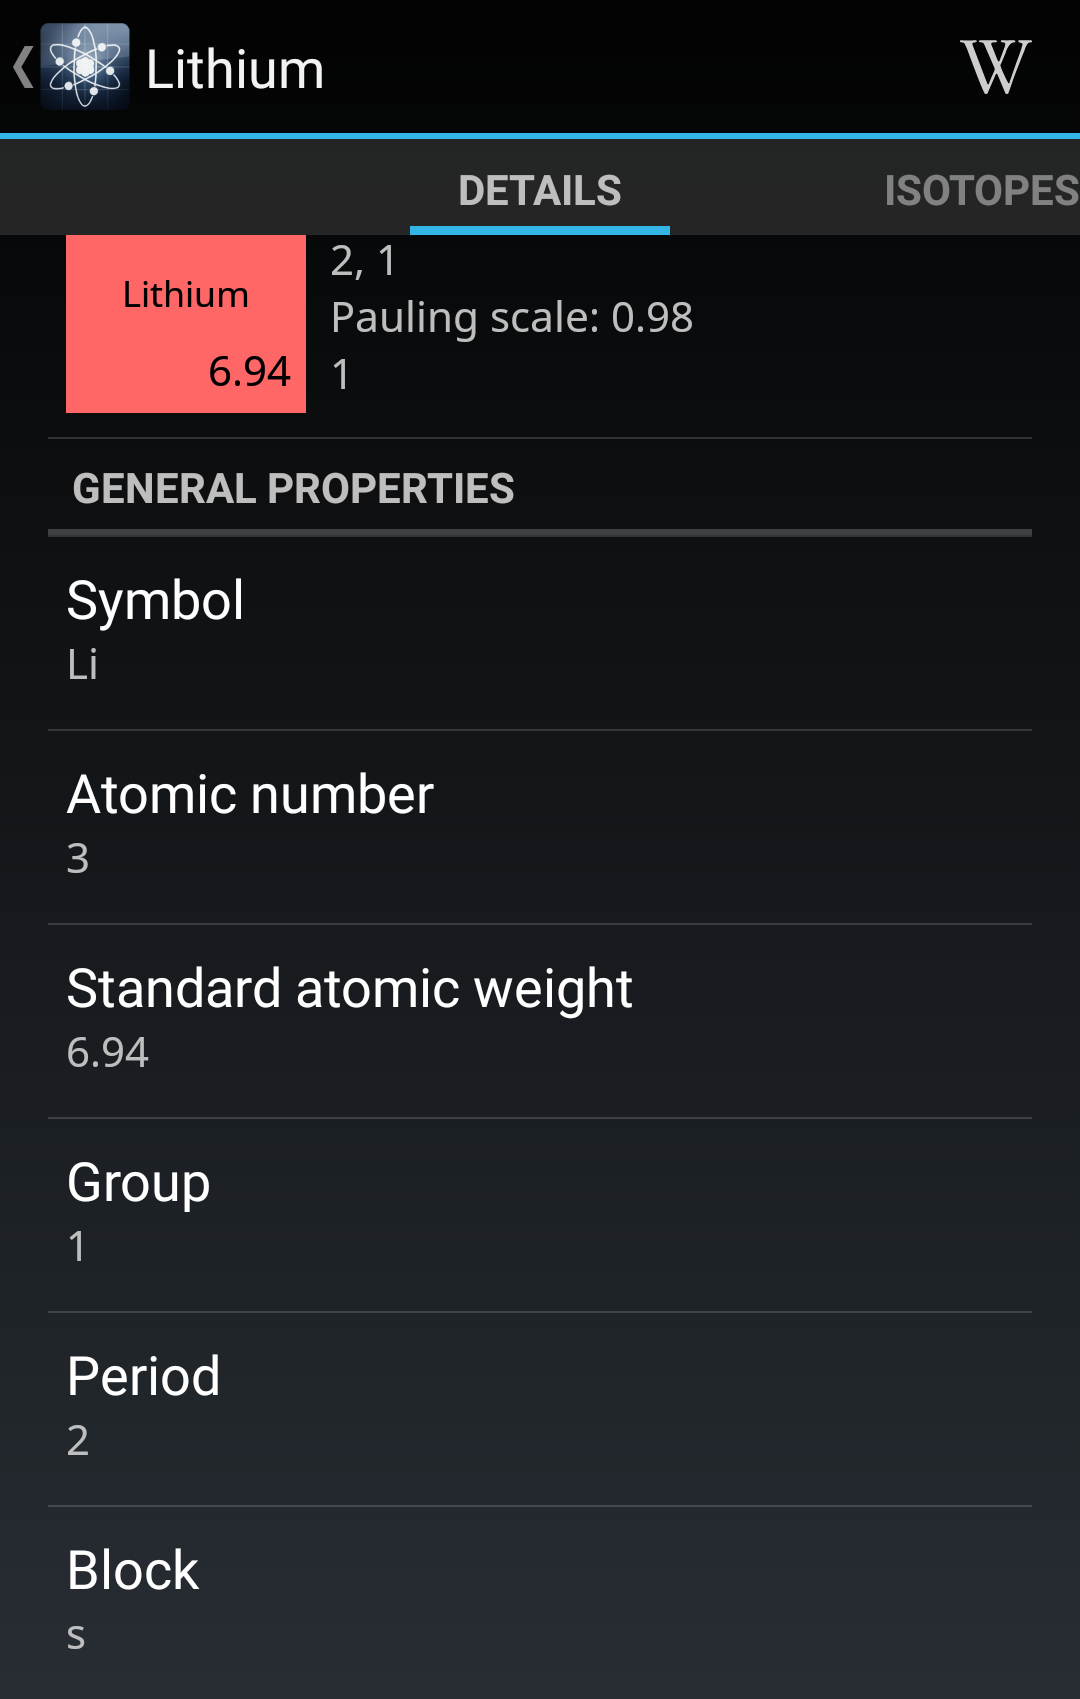 Lithium
W
DETAILS
ISOTOPES
Lithium
6.94
2, 1
Pauling scale: 0.98
1
GENERAL PROPERTIES
Symbol
Li
Atomic number
3
Standard atomic weight
6.94
Group
1
Period
2
Block
s